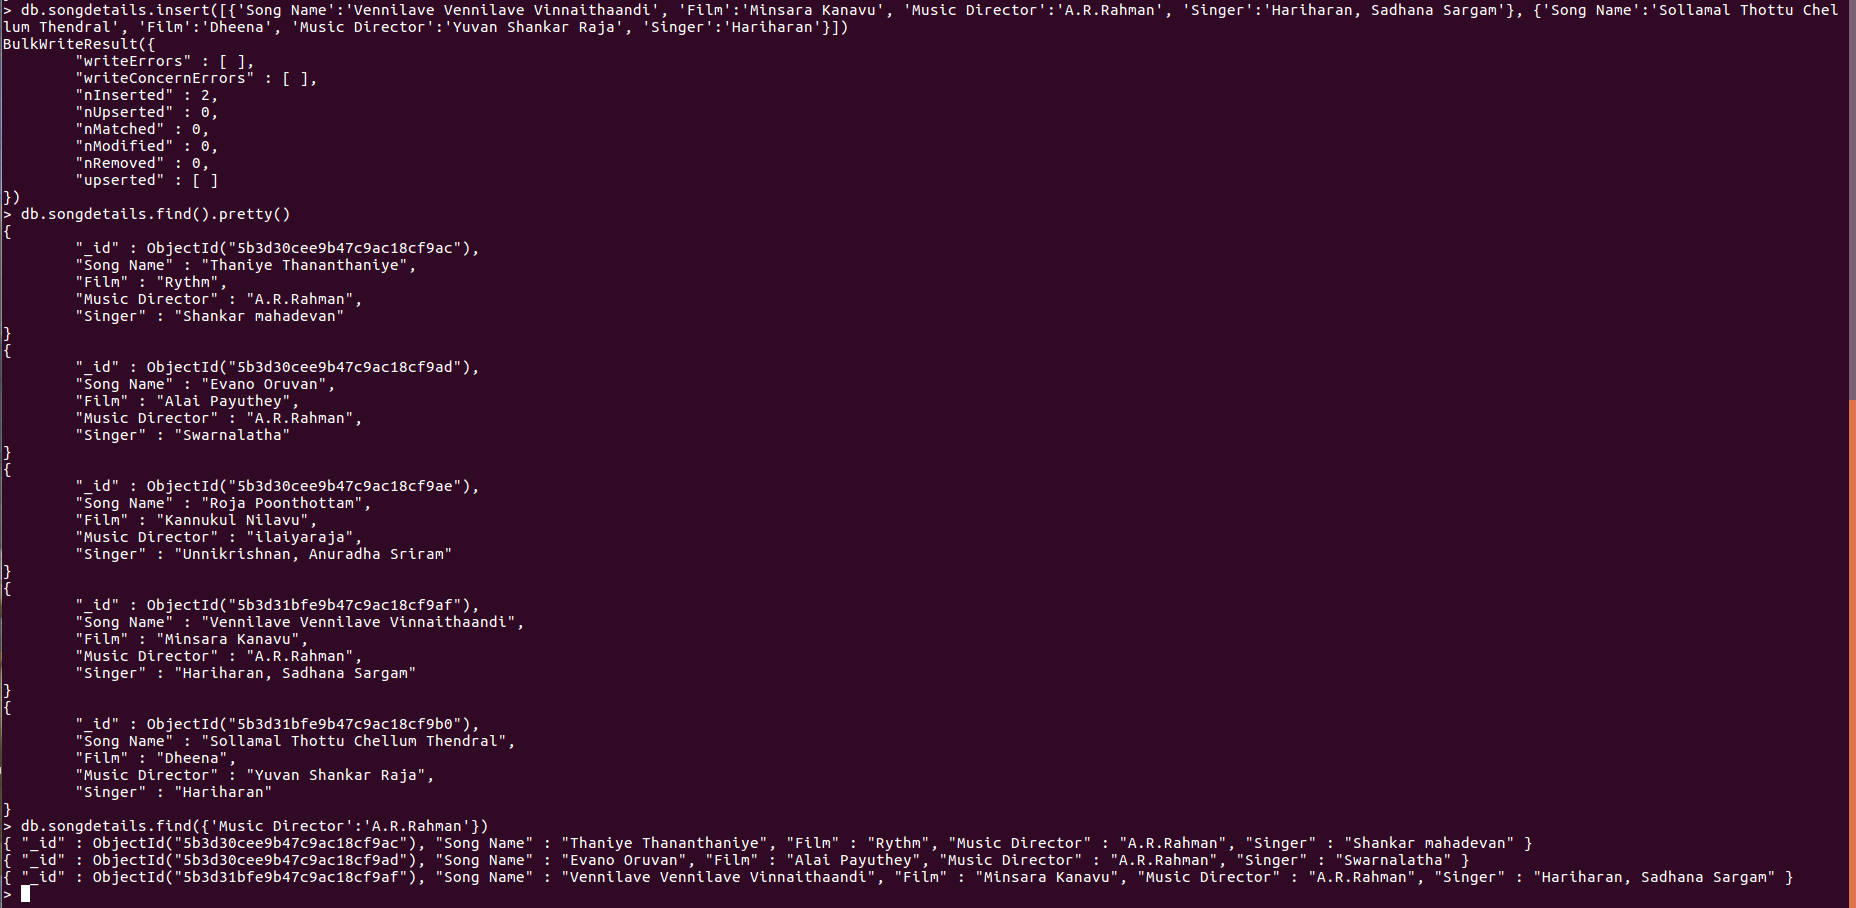 > db.songdetails.insert([{'Song Name':'Vennilave Vennilave Vinnaithaandi', 'Film':'Minsara Kanavu', 'Music Director':'A.R.Rahman', 'Singer':'Hariharan, Sadhana Sargam'}, {'Song Name':'Sollamal Thottu Chel
lum Thendral', 'Film':'Dheena', 'Music Director':'Yuvan Shankar Raja', 'Singer':'Hariharan'}])
BulkWriteResult({
        "writeErrors" : [ ],
        "writeConcernErrors" : [ ],
        "nInserted" : 2,
        "nUpserted" : 0,
        "nMatched" : 0,
        "nModified" : 0,
        "nRemoved" : 0,
        "upserted" : [ ]
})
> db.songdetails.find().pretty()
{
        "_id" : ObjectId("5b3d30cee9b47c9ac18cf9ac"),
        "Song Name" : "Thaniye Thananthaniye",
        "Film" : "Rythm",
        "Music Director" : "A.R.Rahman",
        "Singer" : "Shankar mahadevan"
}
{
        "_id" : ObjectId("5b3d30cee9b47c9ac18cf9ad"),
        "Song Name" : "Evano Oruvan",
        "Film" : "Alai Payuthey",
        "Music Director" : "A.R.Rahman",
        "Singer" : "Swarnalatha"
}
{
        "_id" : ObjectId("5b3d30cee9b47c9ac18cf9ae"),
        "Song Name" : "Roja Poonthottam",
        "Film" : "Kannukul Nilavu",
        "Music Director" : "ilaiyaraja",
        "Singer" : "Unnikrishnan, Anuradha Sriram"
}
{
        "_id" : ObjectId("5b3d31bfe9b47c9ac18cf9af"),
        "Song Name" : "Vennilave Vennilave Vinnaithaandi",
        "Film" : "Minsara Kanavu",
        "Music Director" : "A.R.Rahman",
        "Singer" : "Hariharan, Sadhana Sargam"
}
{
        "_id" : ObjectId("5b3d31bfe9b47c9ac18cf9b0"),
        "Song Name" : "Sollamal Thottu Chellum Thendral",
        "Film" : "Dheena",
        "Music Director" : "Yuvan Shankar Raja",
        "Singer" : "Hariharan"
}
> db.songdetails.find({'Music Director':'A.R.Rahman'})
{ "_id" : ObjectId("5b3d30cee9b47c9ac18cf9ac"), "Song Name" : "Thaniye Thananthaniye", "Film" : "Rythm", "Music Director" : "A.R.Rahman", "Singer" : "Shankar mahadevan" }
{ "_id" : ObjectId("5b3d30cee9b47c9ac18cf9ad"), "Song Name" : "Evano Oruvan", "Film" : "Alai Payuthey", "Music Director" : "A.R.Rahman", "Singer" : "Swarnalatha" }
{ "_id" : ObjectId("5b3d31bfe9b47c9ac18cf9af"), "Song Name" : "Vennilave Vennilave Vinnaithaandi", "Film" : "Minsara Kanavu", "Music Director" : "A.R.Rahman", "Singer" : "Hariharan, Sadhana Sargam" }
>